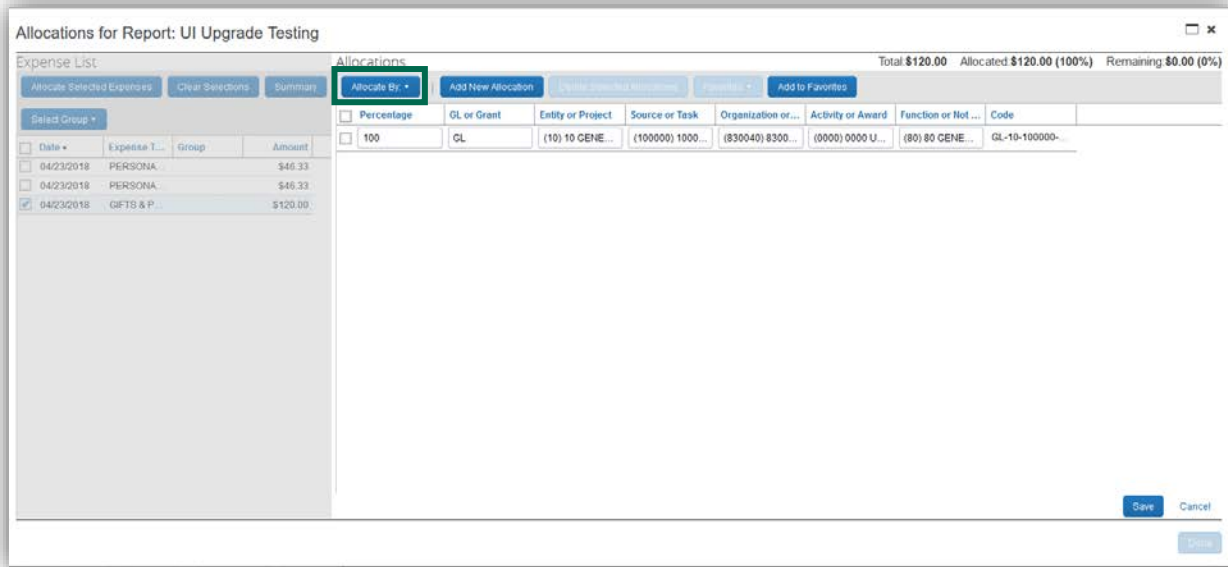 Allocations for Report: UI Upgrade Testing
Expense List
Allocate Selected Expenses Clear Selections Summary
Select Group
Date Expense T... Group Amount
04/23/2018 PERSONA... $46.33
04/23/2018 PERSONA... $46.33
04/23/2018 GIFTS & P... $120.00
Allocations
Total:$120.00 Allocated:$120.00 (100%) Remaining:$0.00 (0%)
Allocate By: Add New Allocation Delete Selected Allocations Favorites Add to Favorites
Percentage GL or Grant Entity or Project Source or Task Organization or... Activity or Award Function or Not ... Code
100 GL (10) 10 GENE... (100000) 1000... (830040) 8300... (0000) 0000 U... (80) 80 GENE... GL-10-100000-...
Save Cancel
Done